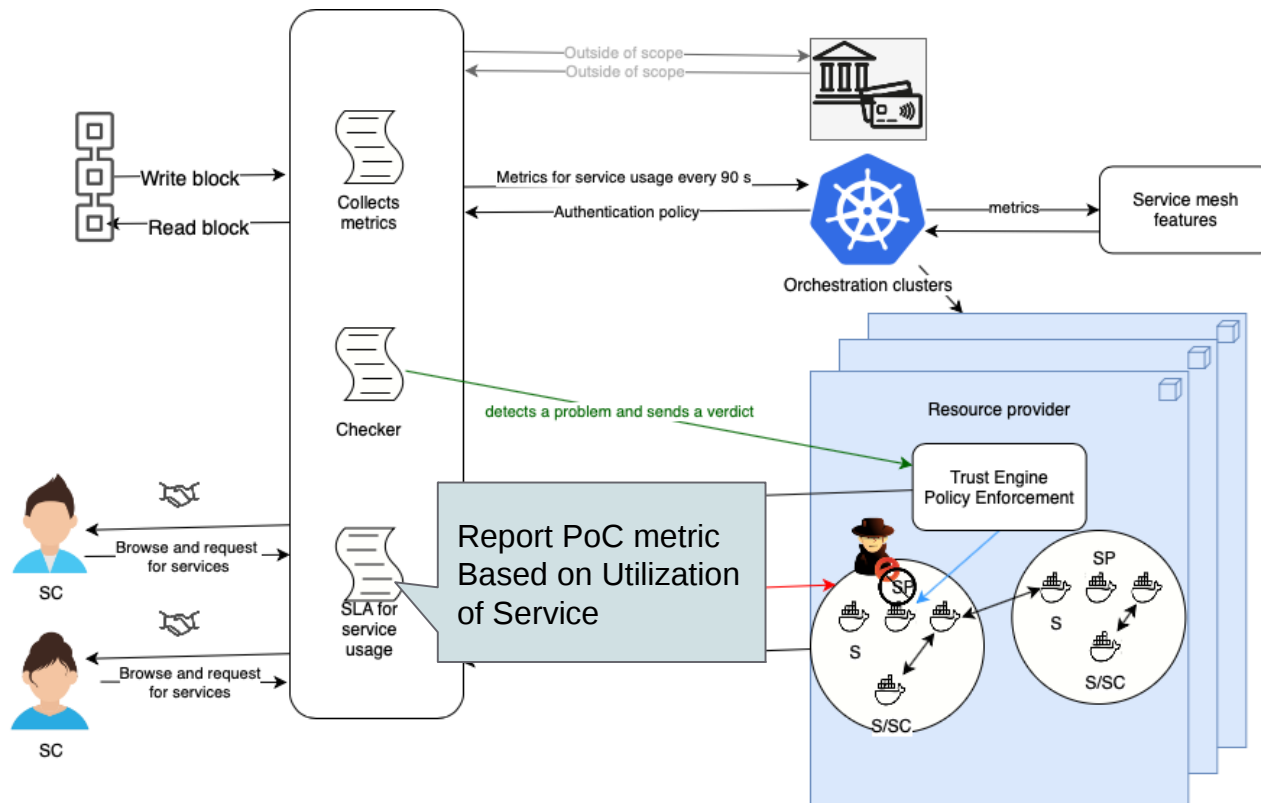 Outside of scope
Outside of scope
Write block
Read block
Collects
metrics
Metrics for service usage every 90 s
Authentication policy
metrics
Service mesh
features
Orchestration clusters
Checker
detects a problem and sends a verdict
Resource provider
Trust Engine
Policy Enforcement
SC
Browse and request
for services
SLA for
service
usage
Report PoC metric
Based on Utilization
of Service
SP
S
S/SC
SP
S
S/SC
SC
Browse and request
for services